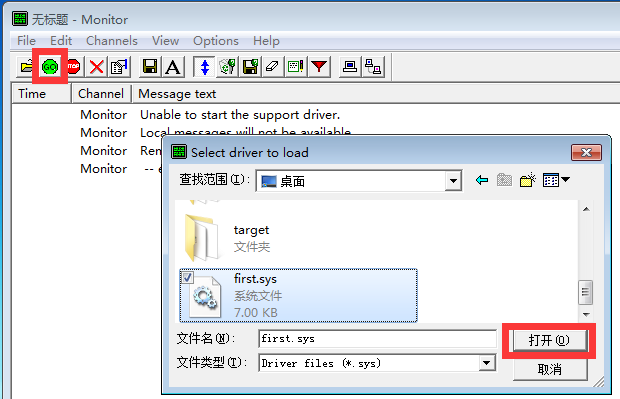 无标题 - Monitor
File Edit Channels View Options Help
GO STOP A
Time Channel Message text
Monitor Unable to start the support driver.
Monitor Local messages will not be available
Monitor
Monitor --
Select driver to load
查找范围(I): 桌面
target
文件夹
first.sys
系统文件
7.00 KB
文件名(N): first.sys 打开(O)
文件类型(T): Driver files (*.sys) 取消